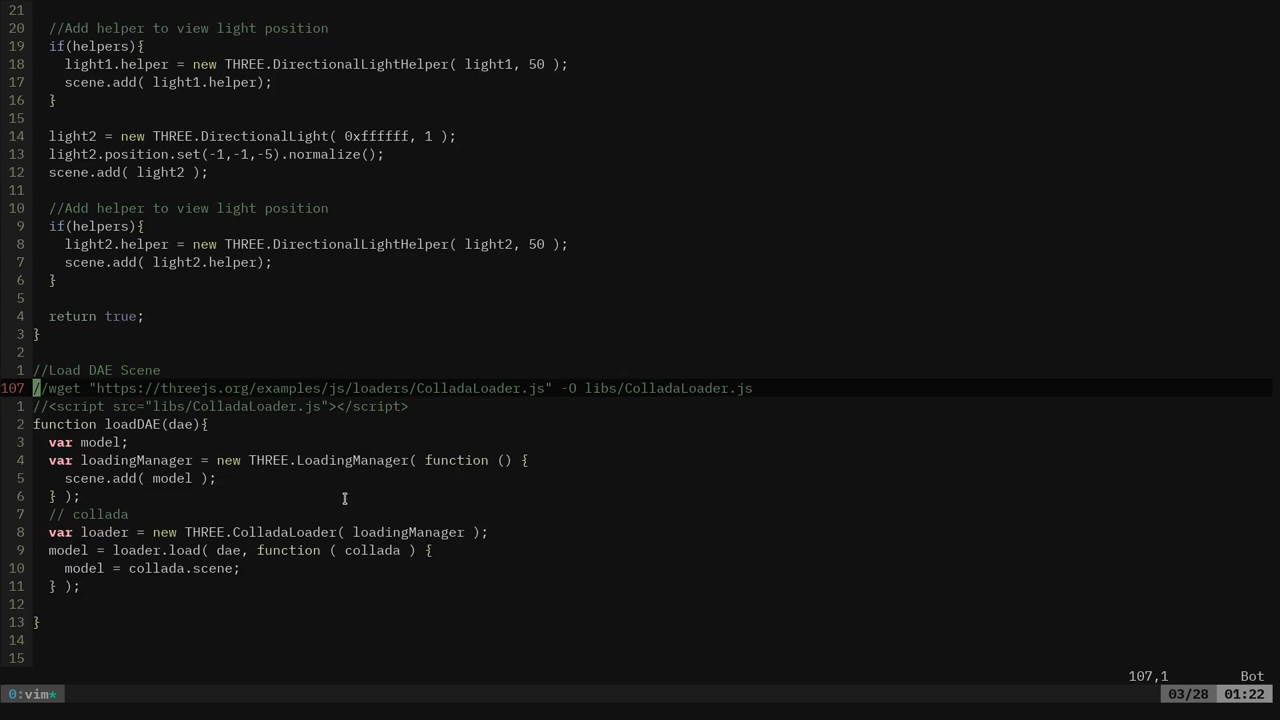 21
20   //Add helper to view light position
19   if(helpers){
18     light1.helper = new THREE.DirectionalLightHelper( light1, 50 );
17     scene.add( light1.helper);
16   }
15
14   light2 = new THREE.DirectionalLight( 0xffffff, 1 );
13   light2.position.set(-1,-1,-5).normalize();
12   scene.add( light2 );
11
10   //Add helper to view light position
9   if(helpers){
8     light2.helper = new THREE.DirectionalLightHelper( light2, 50 );
7     scene.add( light2.helper);
6   }
5
4   return true;
3 }
2
1 //Load DAE Scene
107 //wget "https://threejs.org/examples/js/loaders/ColladaLoader.js" -O libs/ColladaLoader.js
1 //<script src="libs/ColladaLoader.js"></script>
2 function loadDAE(dae){
3   var model;
4   var loadingManager = new THREE.LoadingManager( function () {
5     scene.add( model );
6   } );
7   // collada
8   var loader = new THREE.ColladaLoader( loadingManager );
9   model = loader.load( dae, function ( collada ) {
10     model = collada.scene;
11   } );
12
13 }
14
15
107,1 Bot
0:vim* 03/28 01:22